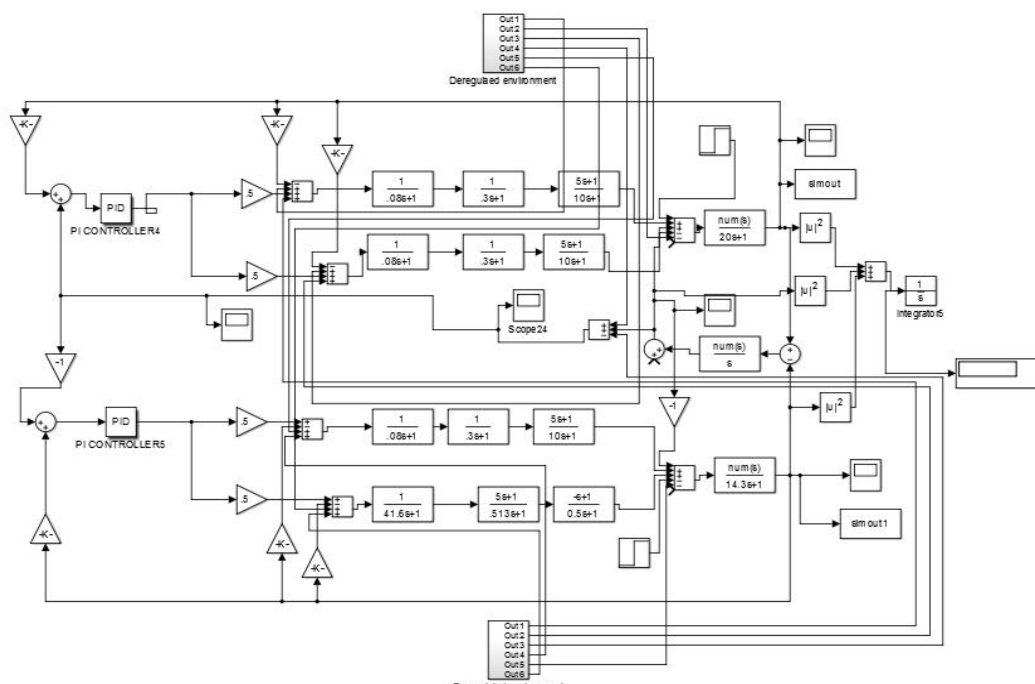 Out1
Out2
Out3
Out4
Out5
Out6
Deregulaed environment
-K-
-K-
-K-
PID
PI CONTROLLER4
.5
1
.08s+1
1
.3s+1
5s+1
10s+1
num(s)
20s+1
simout
|u|²
.5
1
.08s+1
1
.3s+1
5s+1
10s+1
|u|²
1
s
Integrator5
Scope24
num(s)
s
-1
-1
|u|²
PID
PI CONTROLLER5
.5
1
.08s+1
1
.3s+1
5s+1
10s+1
num(s)
14.3s+1
.5
1
41.6s+1
5s+1
.513s+1
-s+1
0.5s+1
simout1
-K-
-K-
-K-
Out1
Out2
Out3
Out4
Out5
Out6